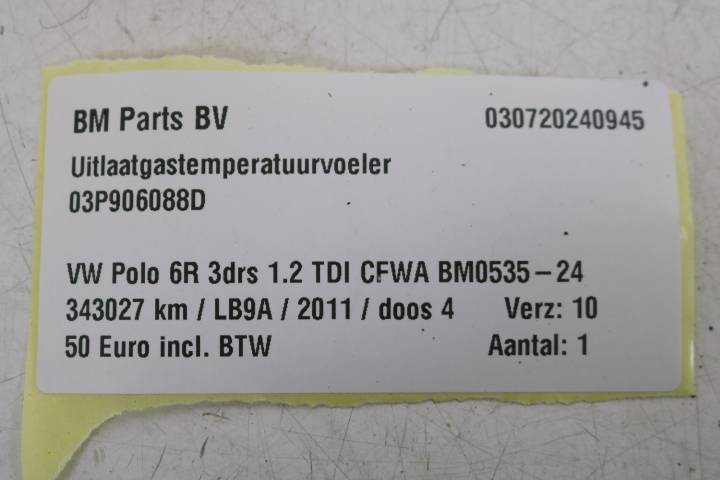 BM Parts BV 030720240945
Uitlaatgastemperatuurvoeler
03P906088D
VW Polo 6R 3drs 1.2 TDI CFWA BM0535-24
343027 km / LB9A / 2011 / doos 4 Verz: 10
50 Euro incl. BTW Aantal: 1